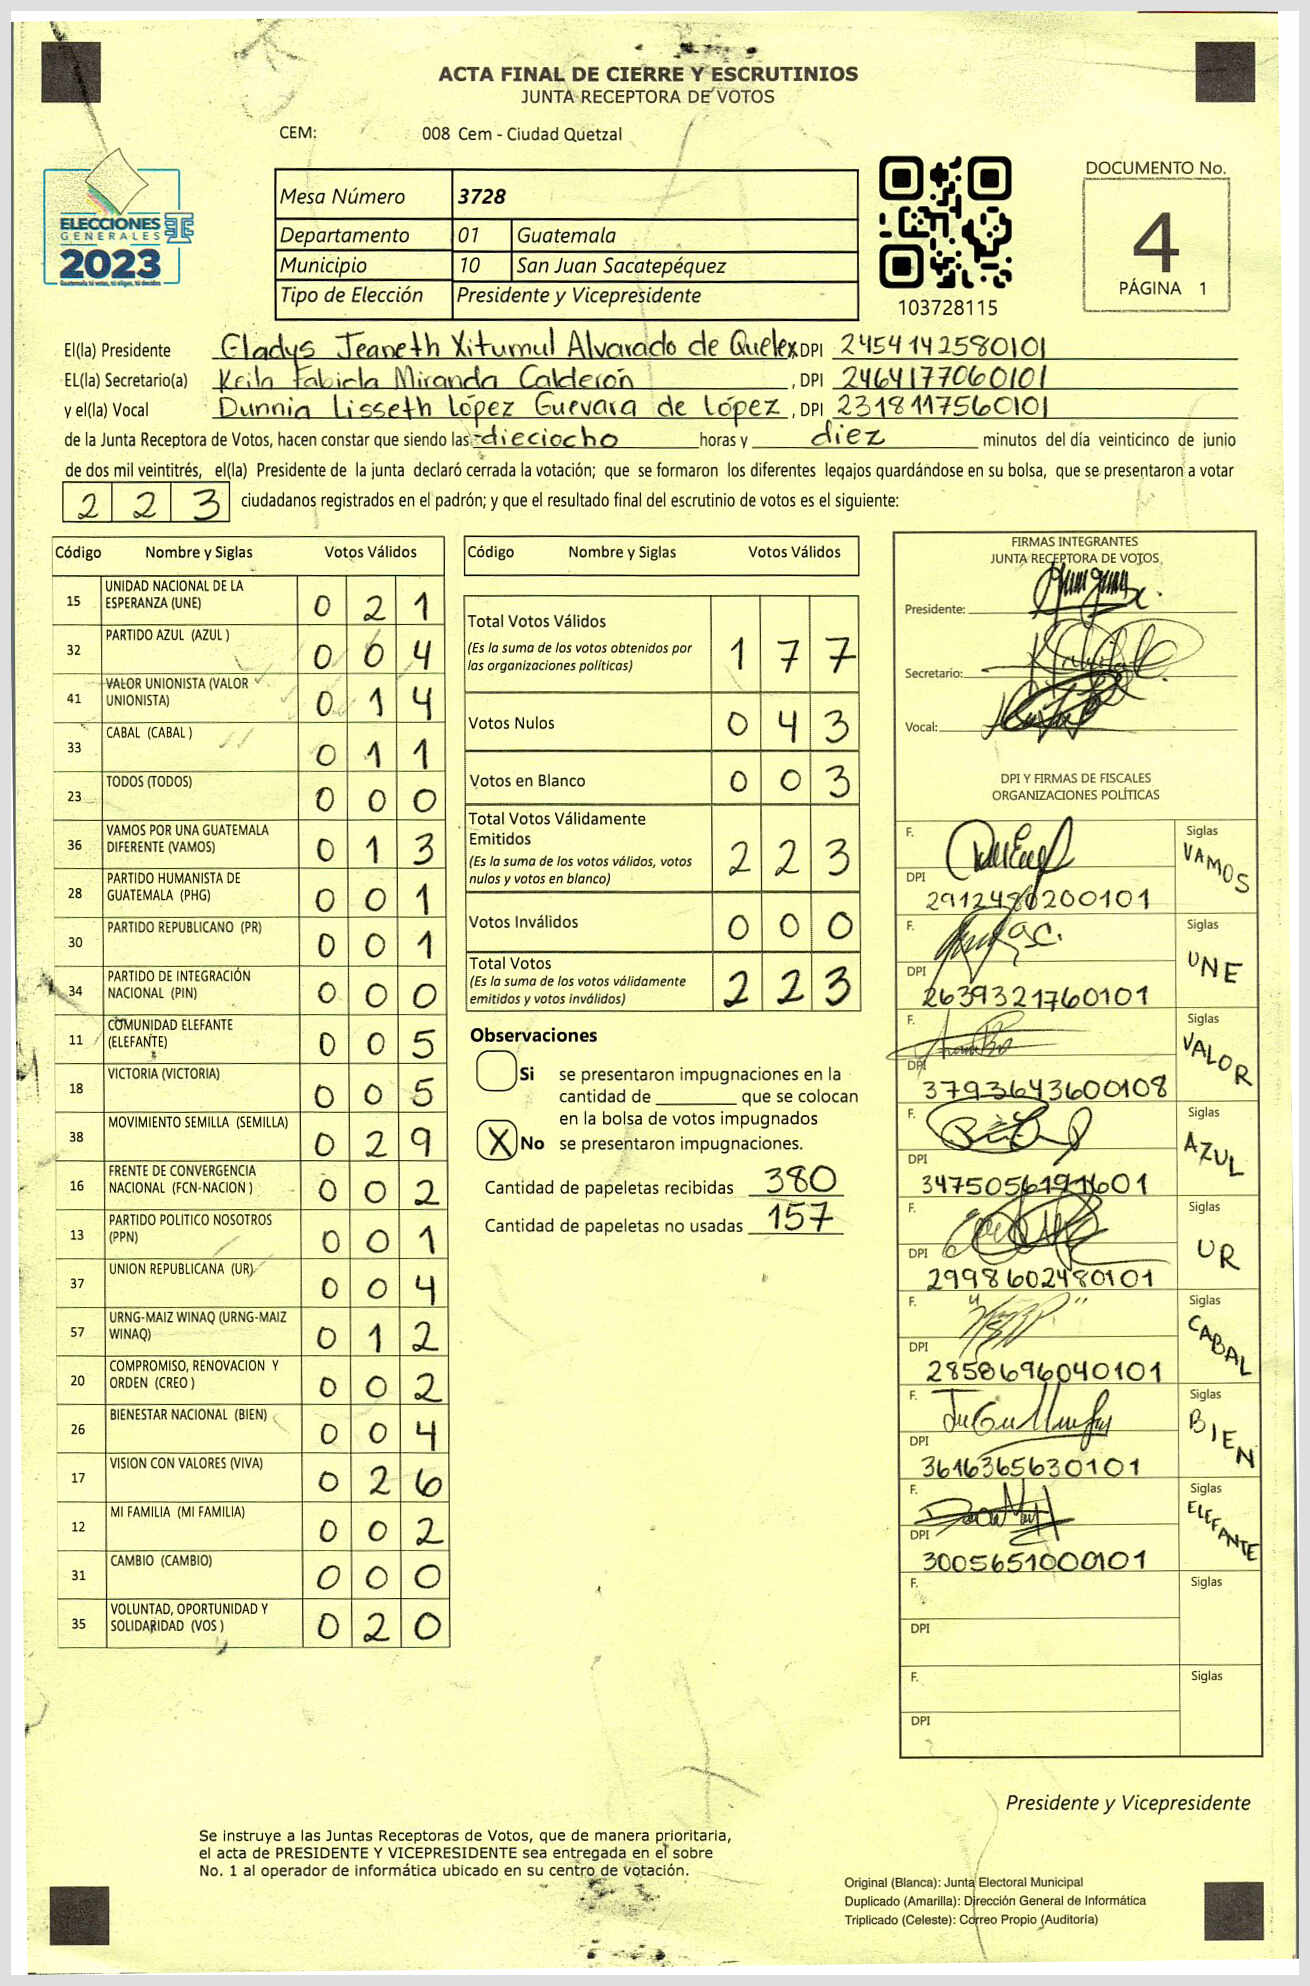 ACTA FINAL DE CIERRE Y ESCRUTINIOS
JUNTA RECEPTORA DE VOTOS
CEM: 008 Cem - Ciudad Quetzal
ELECCIONES
GENERALES
2023
Guatemala tú votas, tú eliges, tú decides
Mesa Número 3728
Departamento 01 Guatemala
Municipio 10 San Juan Sacatepéquez
Tipo de Elección Presidente y Vicepresidente
103728115
DOCUMENTO No.
4
PÁGINA 1
El(la) Presidente Gladys Jeaneth Xitumul Alvarado de Quelex DPI 2454142580101
EL(la) Secretario(a) Keila Fabiola Miranda Calderón , DPI 2464177060101
y el(la) Vocal Dunnia Lisseth López Guevara de López , DPI 2318117560101
de la Junta Receptora de Votos, hacen constar que siendo las dieciocho horas y diez minutos del día veinticinco de junio
de dos mil veintitrés, el(la) Presidente de la junta declaró cerrada la votación; que se formaron los diferentes legajos guardándose en su bolsa, que se presentaron a votar
2 2 3 ciudadanos registrados en el padrón; y que el resultado final del escrutinio de votos es el siguiente:
Código Nombre y Siglas Votos Válidos
15 UNIDAD NACIONAL DE LA ESPERANZA (UNE) 0 2 1
32 PARTIDO AZUL (AZUL ) 0 0 4
41 VALOR UNIONISTA (VALOR UNIONISTA) 0 1 4
33 CABAL (CABAL ) 0 1 1
23 TODOS (TODOS) 0 0 0
36 VAMOS POR UNA GUATEMALA DIFERENTE (VAMOS) 0 1 3
28 PARTIDO HUMANISTA DE GUATEMALA (PHG) 0 0 1
30 PARTIDO REPUBLICANO (PR) 0 0 1
34 PARTIDO DE INTEGRACIÓN NACIONAL (PIN) 0 0 0
11 COMUNIDAD ELEFANTE (ELEFANTE) 0 0 5
18 VICTORIA (VICTORIA) 0 0 5
38 MOVIMIENTO SEMILLA (SEMILLA) 0 2 9
16 FRENTE DE CONVERGENCIA NACIONAL (FCN-NACION ) 0 0 2
13 PARTIDO POLITICO NOSOTROS (PPN) 0 0 1
37 UNION REPUBLICANA (UR) 0 0 4
57 URNG-MAIZ WINAQ (URNG-MAIZ WINAQ) 0 1 2
20 COMPROMISO, RENOVACION Y ORDEN (CREO ) 0 0 2
26 BIENESTAR NACIONAL (BIEN) 0 0 4
17 VISION CON VALORES (VIVA) 0 2 6
12 MI FAMILIA (MI FAMILIA) 0 0 2
31 CAMBIO (CAMBIO) 0 0 0
35 VOLUNTAD, OPORTUNIDAD Y SOLIDARIDAD (VOS ) 0 2 0
Código Nombre y Siglas Votos Válidos
Total Votos Válidos
(Es la suma de los votos obtenidos por
las organizaciones políticas) 1 7 7
Votos Nulos 0 4 3
Votos en Blanco 0 0 3
Total Votos Válidamente
Emitidos
(Es la suma de los votos válidos, votos
nulos y votos en blanco) 2 2 3
Votos Inválidos 0 0 0
Total Votos
(Es la suma de los votos válidamente
emitidos y votos inválidos) 2 2 3
Observaciones
Si se presentaron impugnaciones en la
cantidad de ________ que se colocan
en la bolsa de votos impugnados
X No se presentaron impugnaciones.
Cantidad de papeletas recibidas 380
Cantidad de papeletas no usadas 157
FIRMAS INTEGRANTES
JUNTA RECEPTORA DE VOTOS
Presidente:
Secretario:
Vocal:
DPI Y FIRMAS DE FISCALES
ORGANIZACIONES POLÍTICAS
F. Siglas VAMOS
DPI 2912486200101
F. Siglas UNE
DPI 2639321760101
F. Siglas VALOR
DPI 3793643600108
F. Siglas AZUL
DPI 3475056191601
F. Siglas UR
DPI 2998602480101
F. Siglas CABAL
DPI 2858696040101
F. Siglas BIEN
DPI 3616365630101
F. Siglas ELEFANTE
DPI 3005651000101
F. Siglas
DPI
F. Siglas
DPI
Presidente y Vicepresidente
Se instruye a las Juntas Receptoras de Votos, que de manera prioritaria,
el acta de PRESIDENTE Y VICEPRESIDENTE sea entregada en el sobre
No. 1 al operador de informática ubicado en su centro de votación.
Original (Blanca): Junta Electoral Municipal
Duplicado (Amarilla): Dirección General de Informática
Triplicado (Celeste): Correo Propio (Auditoría)